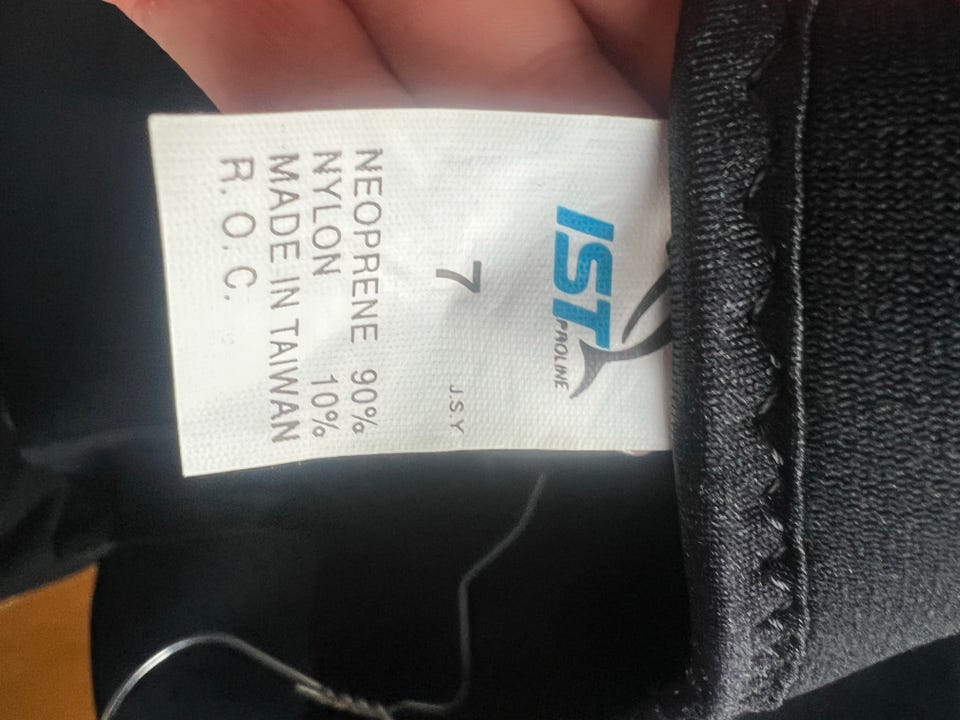 IST
PROLINE
7
J.S.Y
NEOPRENE 90%
NYLON 10%
MADE IN TAIWAN
R. O. C.